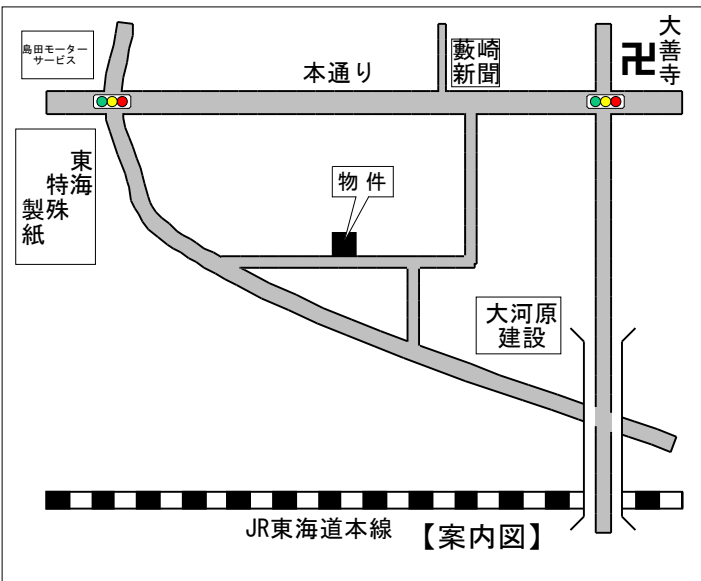 島田モーター
サービス
本通り
藪崎
新聞
卍
大善寺
東海
特殊
製紙
物件
大河原
建設
JR東海道本線
【案内図】